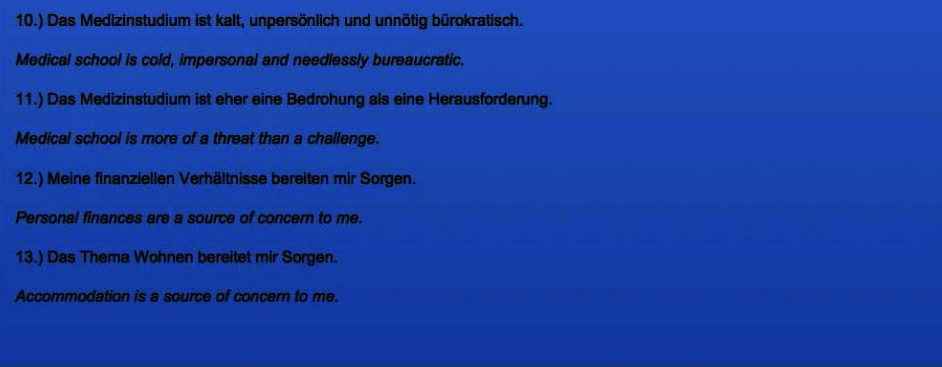 10.) Das Medizinstudium ist kalt, unpersönlich und unnötig bürokratisch.
Medical school is cold, impersonal and needlessly bureaucratic.
11.) Das Medizinstudium ist eher eine Bedrohung als eine Herausforderung.
Medical school is more of a threat than a challenge.
12.) Meine finanziellen Verhältnisse bereiten mir Sorgen.
Personal finances are a source of concern to me.
13.) Das Thema Wohnen bereitet mir Sorgen.
Accommodation is a source of concern to me.